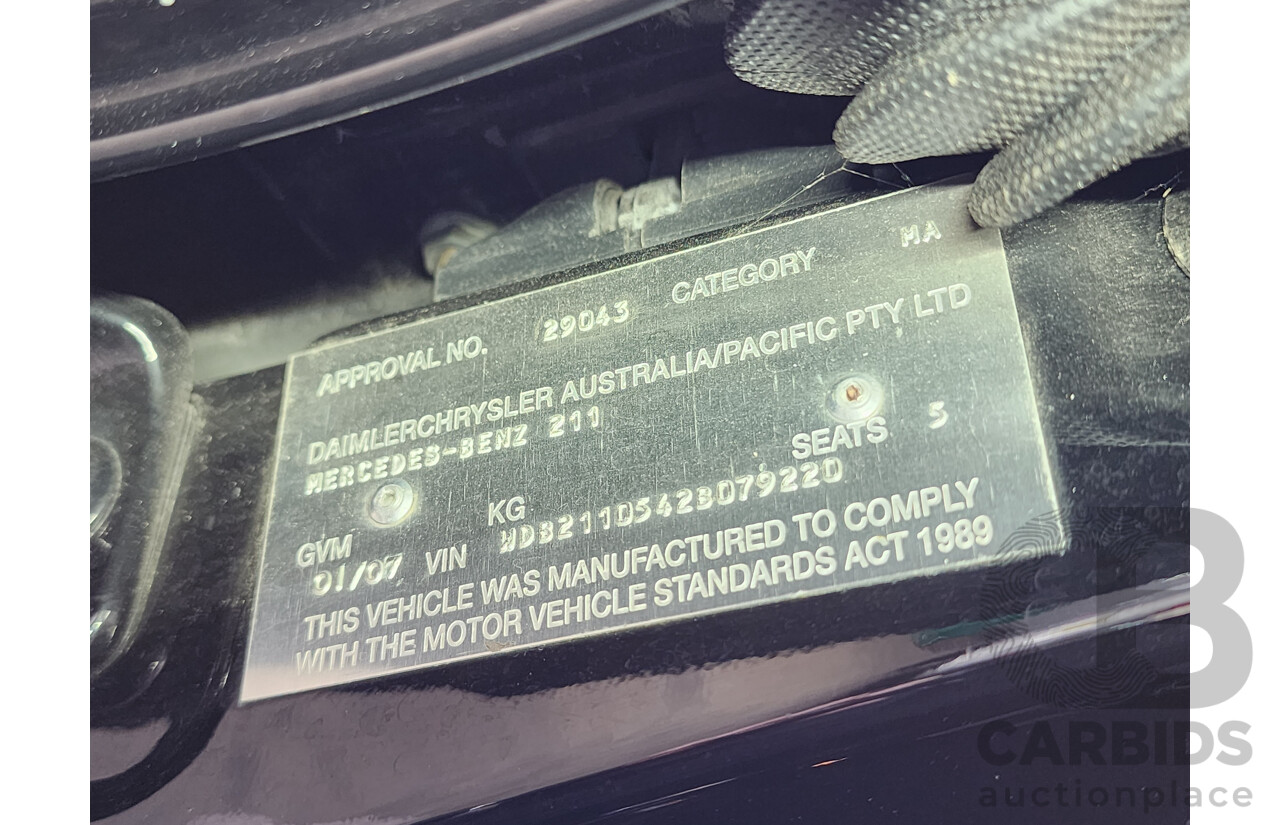 APPROVAL NO. 29043 CATEGORY MA
DAIMLERCHRYSLER AUSTRALIA/PACIFIC PTY LTD
MERCEDES-BENZ 211 SEATS 5
GVM KG
01/07 VIN WDB2110542B079220
THIS VEHICLE WAS MANUFACTURED TO COMPLY
WITH THE MOTOR VEHICLE STANDARDS ACT 1989
CB
CARBIDS
auctionplace